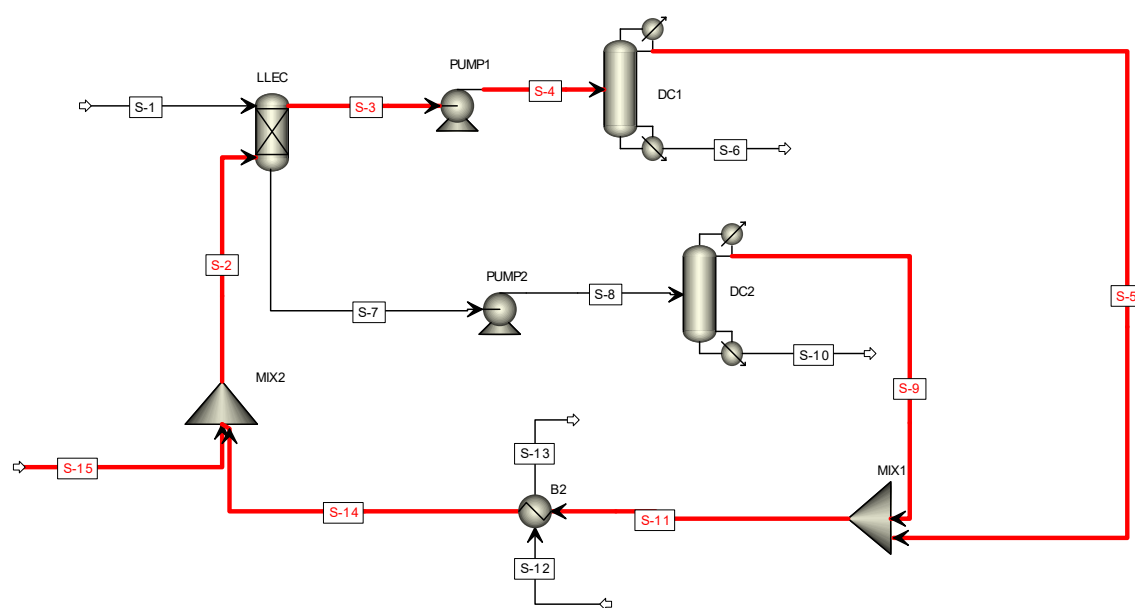 PUMP1
LLEC
S-1
S-3
S-4
DC1
S-6
S-2
PUMP2
S-7
S-8
DC2
S-10
S-5
S-9
MIX2
MIX1
S-13
B2
S-15
S-14
S-11
S-12